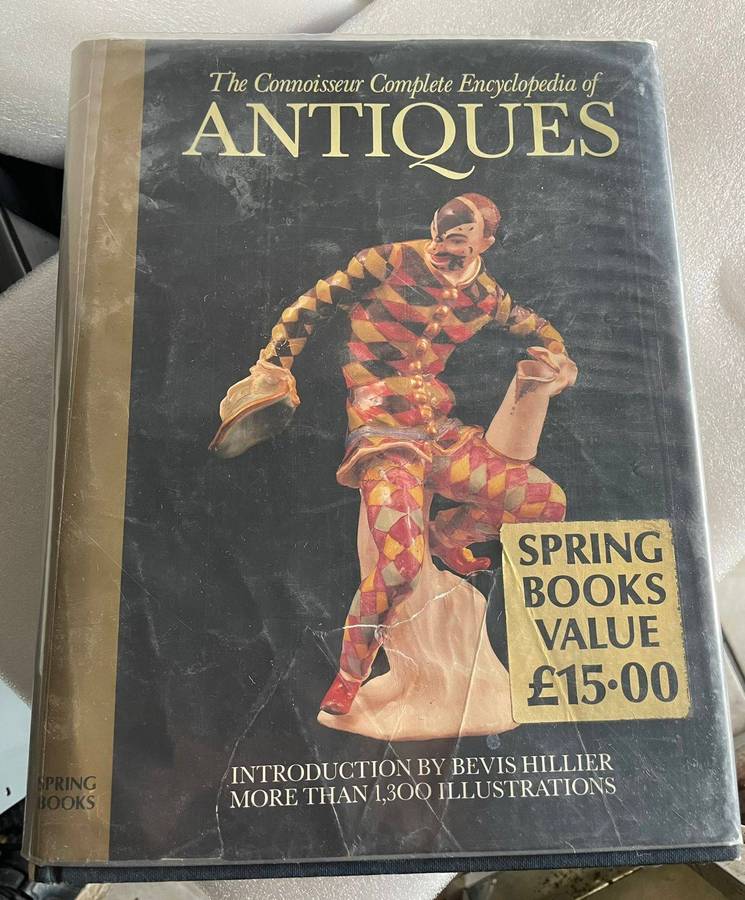 The Connoisseur Complete Encyclopedia of
ANTIQUES
SPRING
BOOKS
VALUE
£15·00
INTRODUCTION BY BEVIS HILLIER
MORE THAN 1,300 ILLUSTRATIONS
SPRING
BOOKS